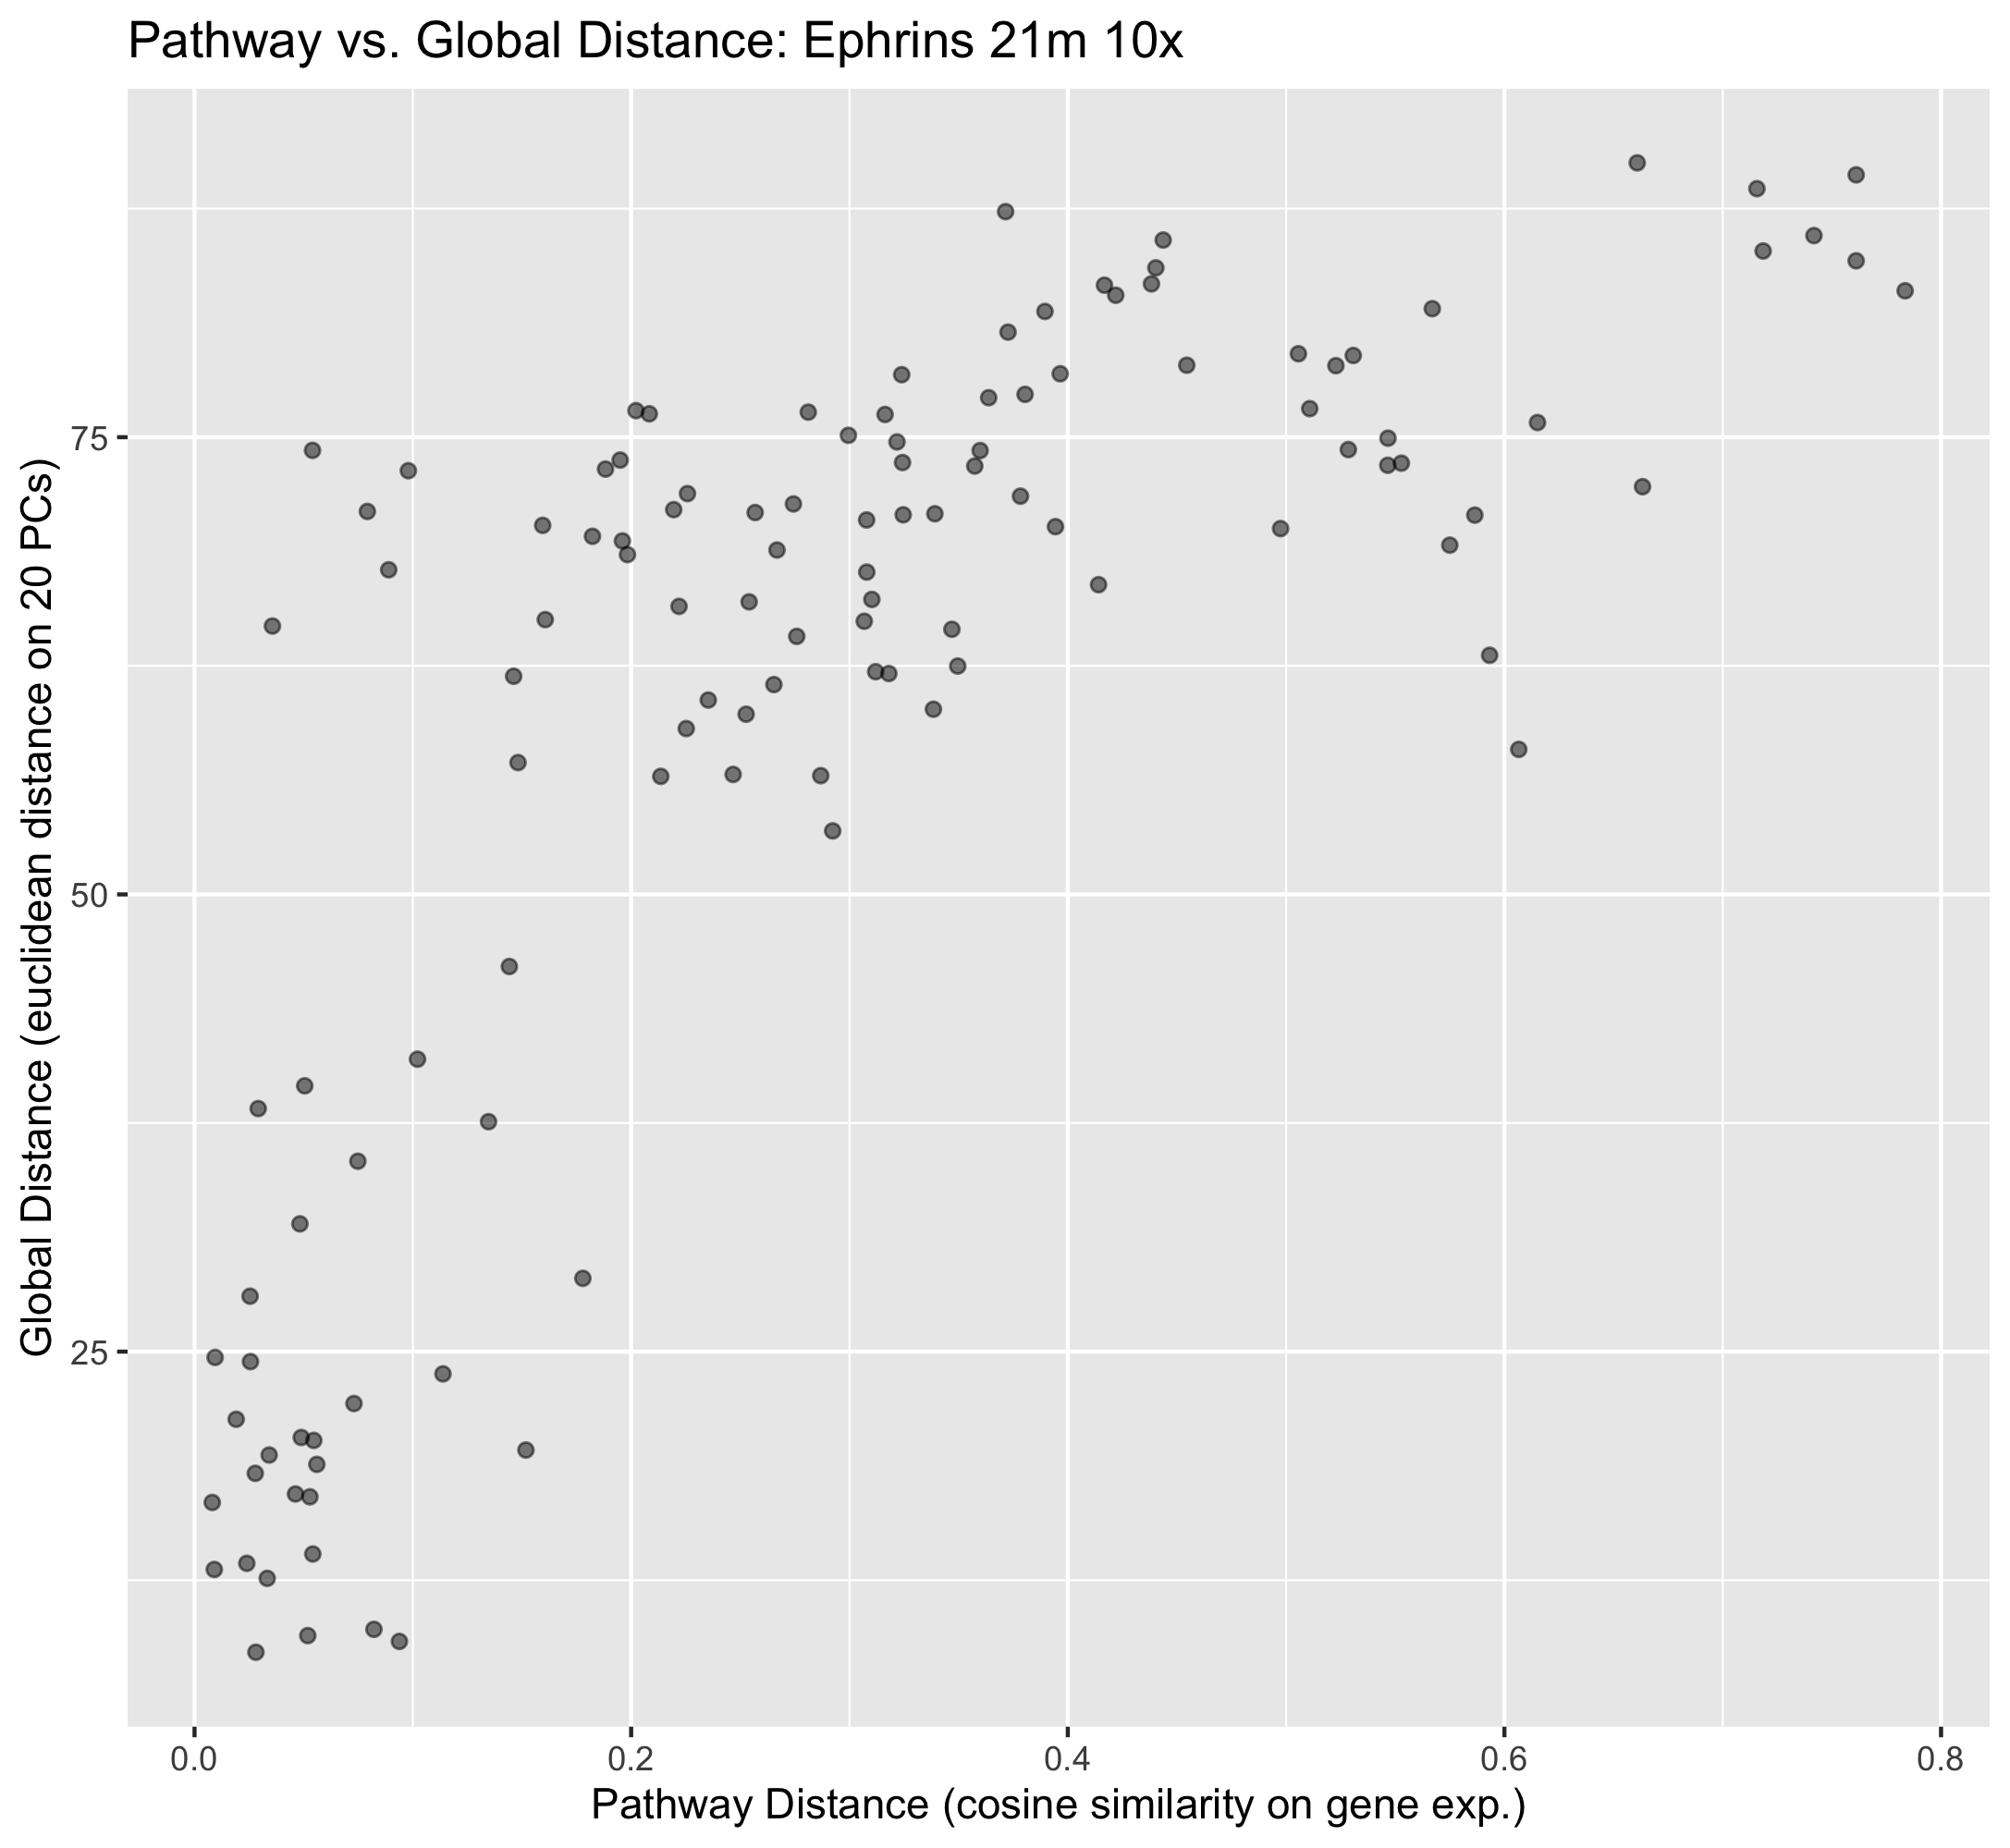 Pathway vs. Global Distance: Ephrins 21m 10x
Global Distance (euclidean distance on 20 PCs)
75
50
25
0.0
0.2
0.4
0.6
0.8
Pathway Distance (cosine similarity on gene exp.)